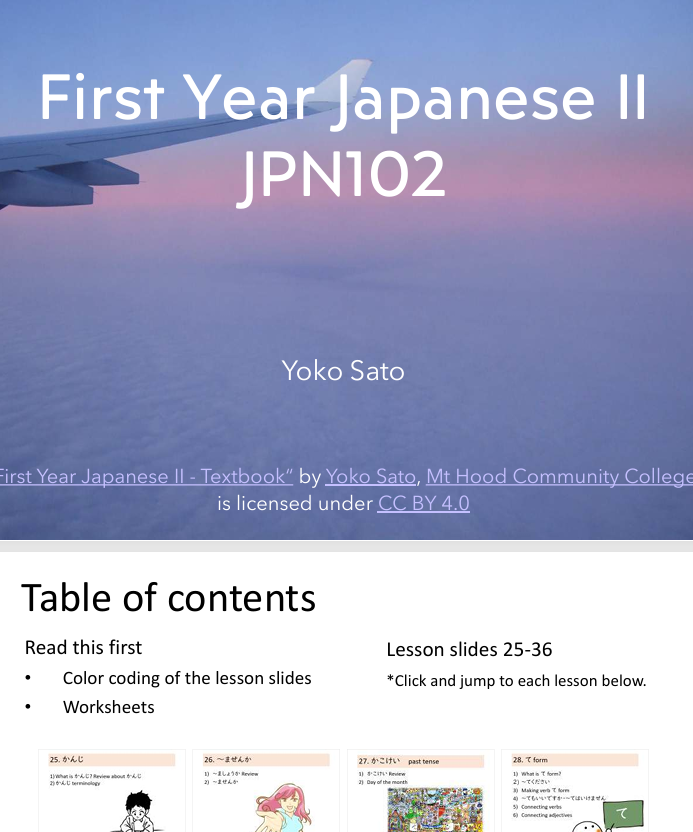 First Year Japanese II
JPN102
Yoko Sato
First Year Japanese II - Textbook" by Yoko Sato, Mt Hood Community College
is licensed under CC BY 4.0
Table of contents
Read this first
• Color coding of the lesson slides
• Worksheets
Lesson slides 25-36
*Click and jump to each lesson below.
25. かんじ
1) What is かんじ? Review about かんじ
2) かんじ terminology
26. ～ませんか
1) ～ましょうか Review
2) ～ませんか
27. かこけい past tense
1) かこけい Review
2) Day of the month
28. て form
1) What is て form?
2) ～てください
3) Making verb て form
4) ～てもいいですか・～てはいけません
5) Connecting verbs
6) Connecting adjectives
て